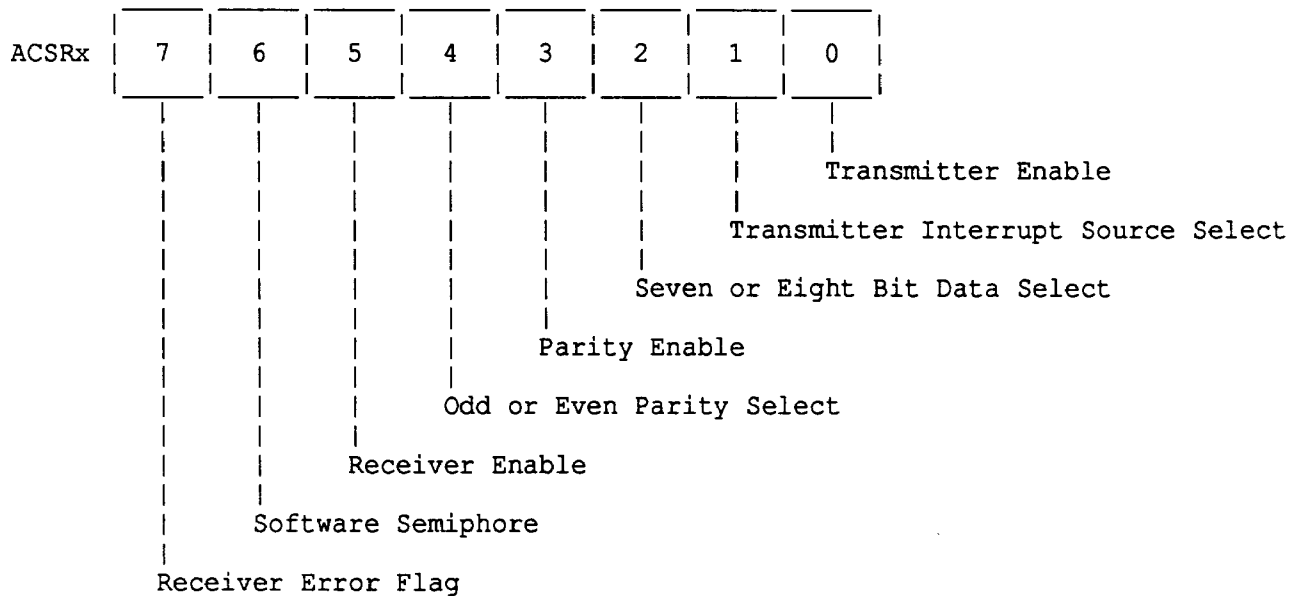 ACSRx 7 6 5 4 3 2 1 0
Transmitter Enable
Transmitter Interrupt Source Select
Seven or Eight Bit Data Select
Parity Enable
Odd or Even Parity Select
Receiver Enable
Software Semiphore
Receiver Error Flag